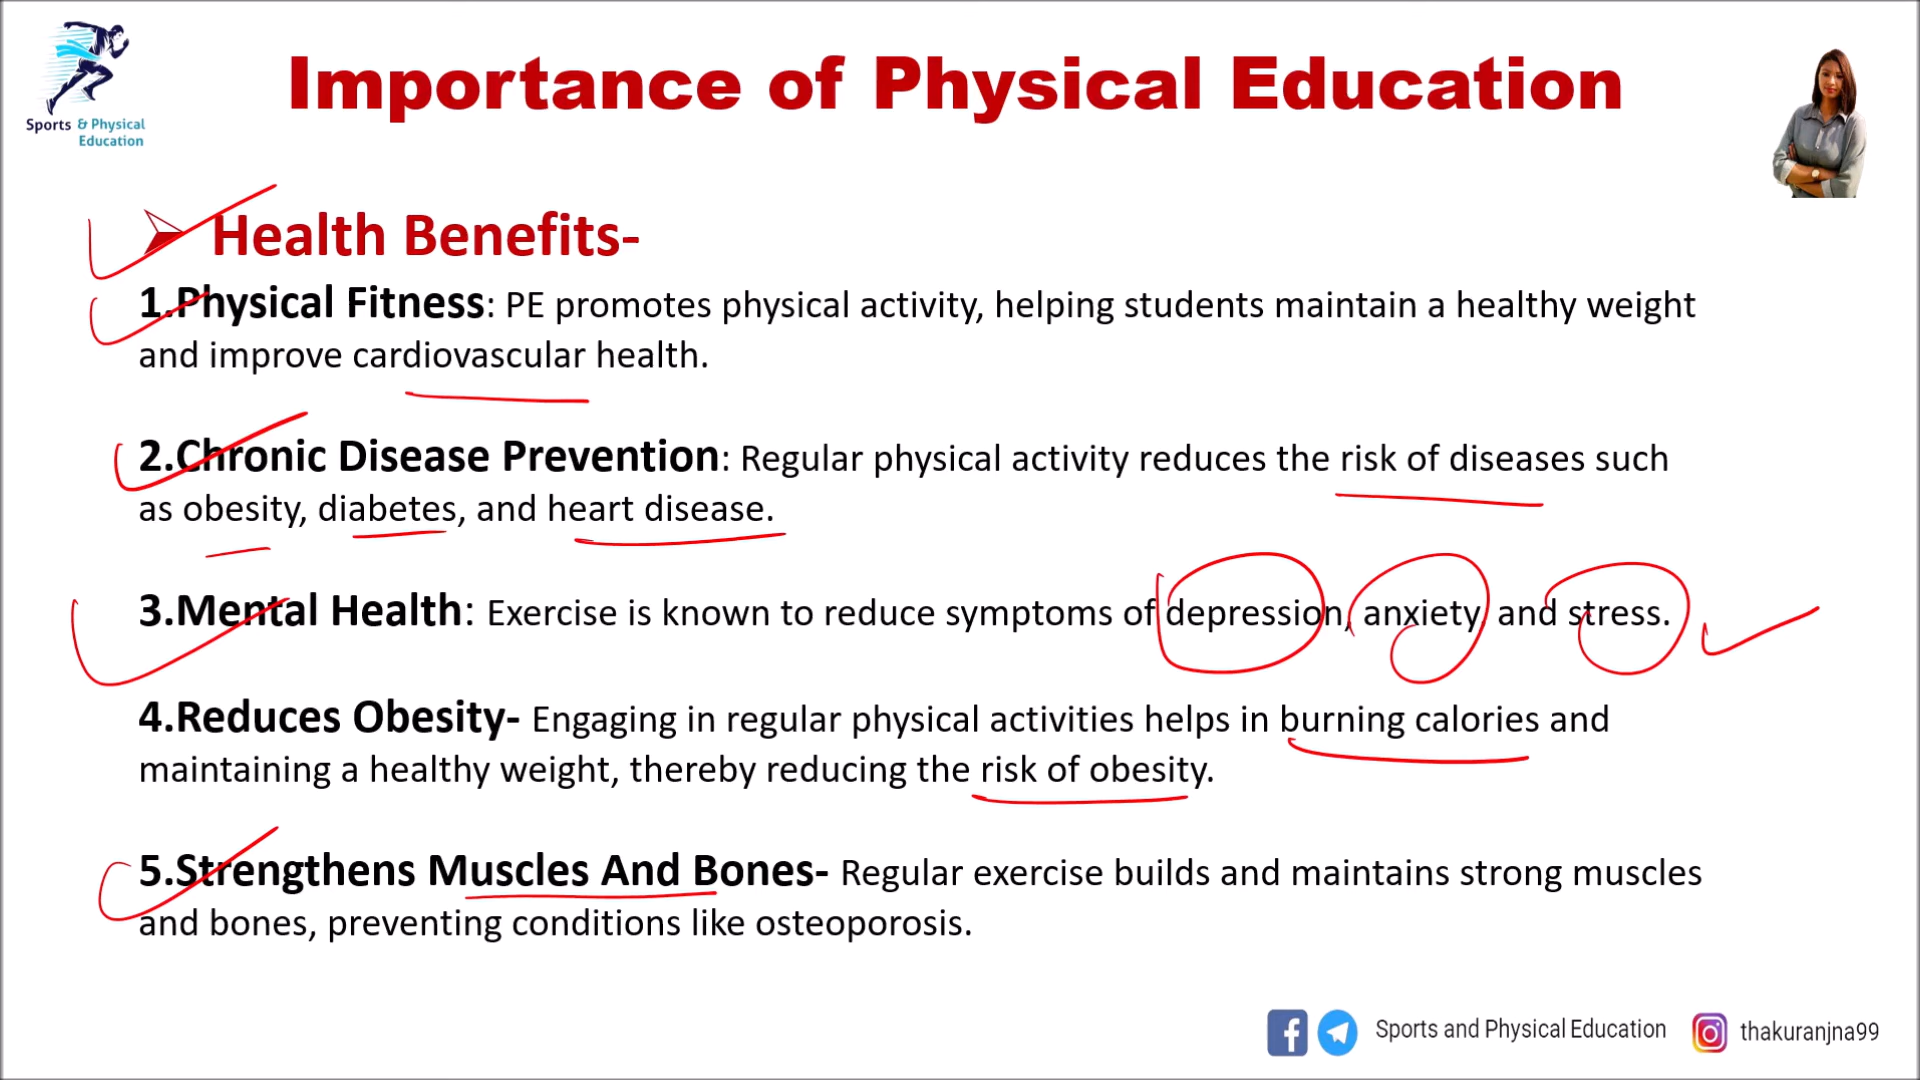 Sports & Physical
Education
Importance of Physical Education
Health Benefits-
1.Physical Fitness: PE promotes physical activity, helping students maintain a healthy weight
and improve cardiovascular health.
2.Chronic Disease Prevention: Regular physical activity reduces the risk of diseases such
as obesity, diabetes, and heart disease.
3.Mental Health: Exercise is known to reduce symptoms of depression, anxiety, and stress.
4.Reduces Obesity- Engaging in regular physical activities helps in burning calories and
maintaining a healthy weight, thereby reducing the risk of obesity.
5.Strengthens Muscles And Bones- Regular exercise builds and maintains strong muscles
and bones, preventing conditions like osteoporosis.
Sports and Physical Education thakuranjna99